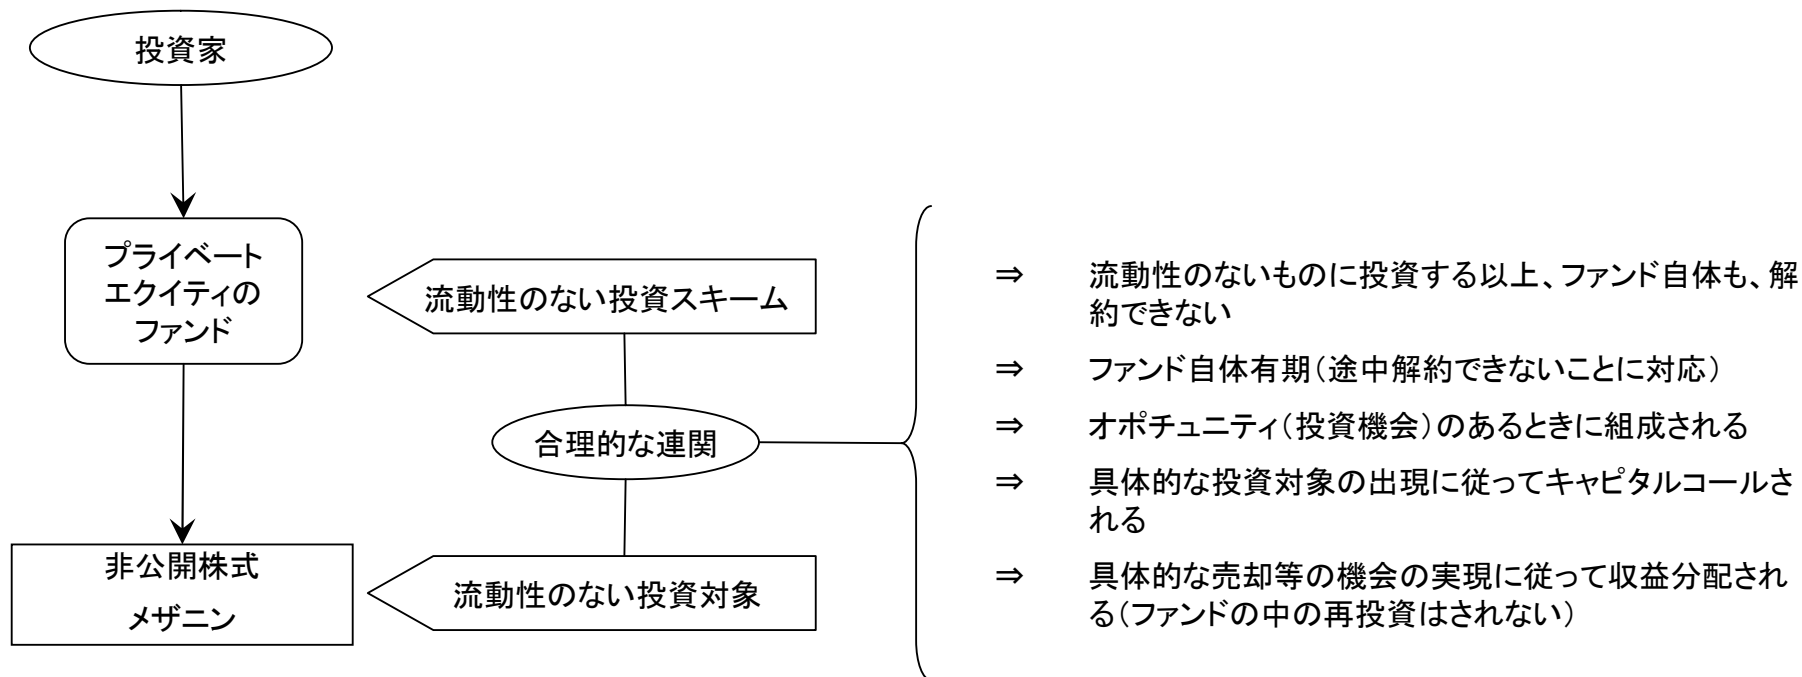 投資家
プライベート
エクイティの
ファンド
流動性のない投資スキーム
合理的な連関
非公開株式
メザニン
流動性のない投資対象
⇒ 流動性のないものに投資する以上、ファンド自体も、解
約できない
⇒ ファンド自体有期(途中解約できないことに対応)
⇒ オポチュニティ(投資機会)のあるときに組成される
⇒ 具体的な投資対象の出現に従ってキャピタルコールさ
れる
⇒ 具体的な売却等の機会の実現に従って収益分配され
る(ファンドの中の再投資はされない)